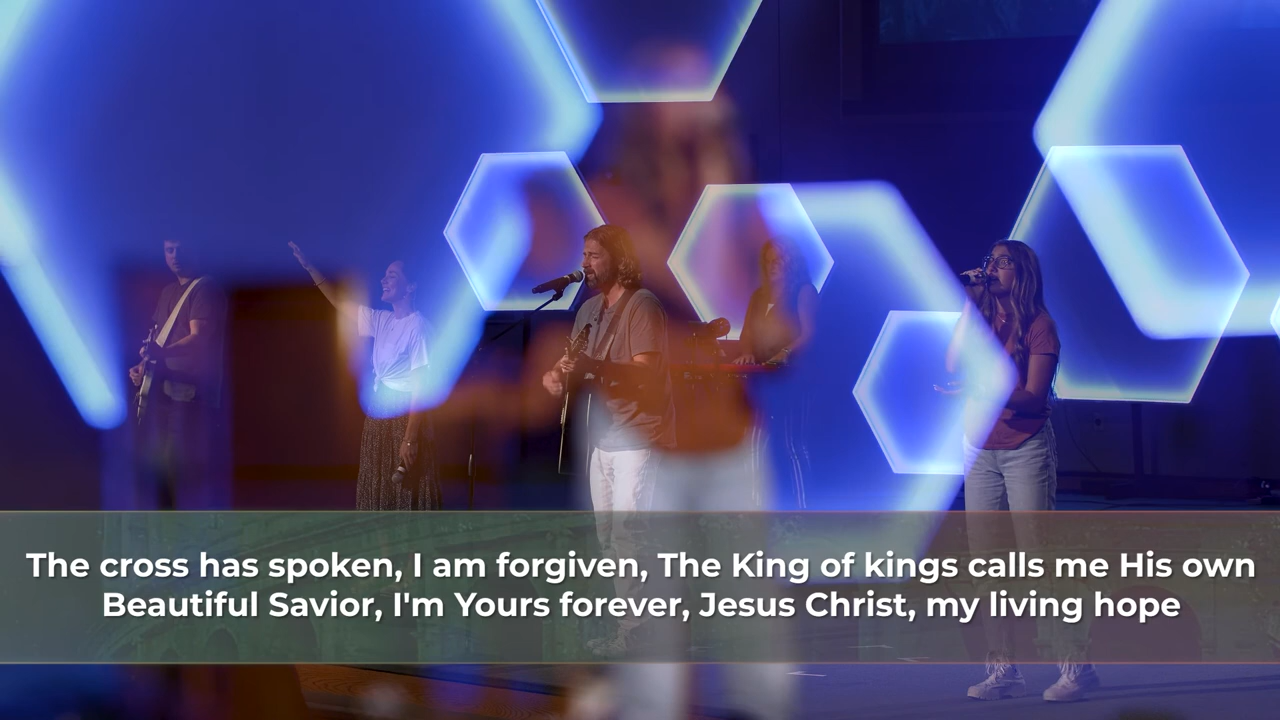 The cross has spoken, I am forgiven, The King of kings calls me His own
Beautiful Savior, I'm Yours forever, Jesus Christ, my living hope